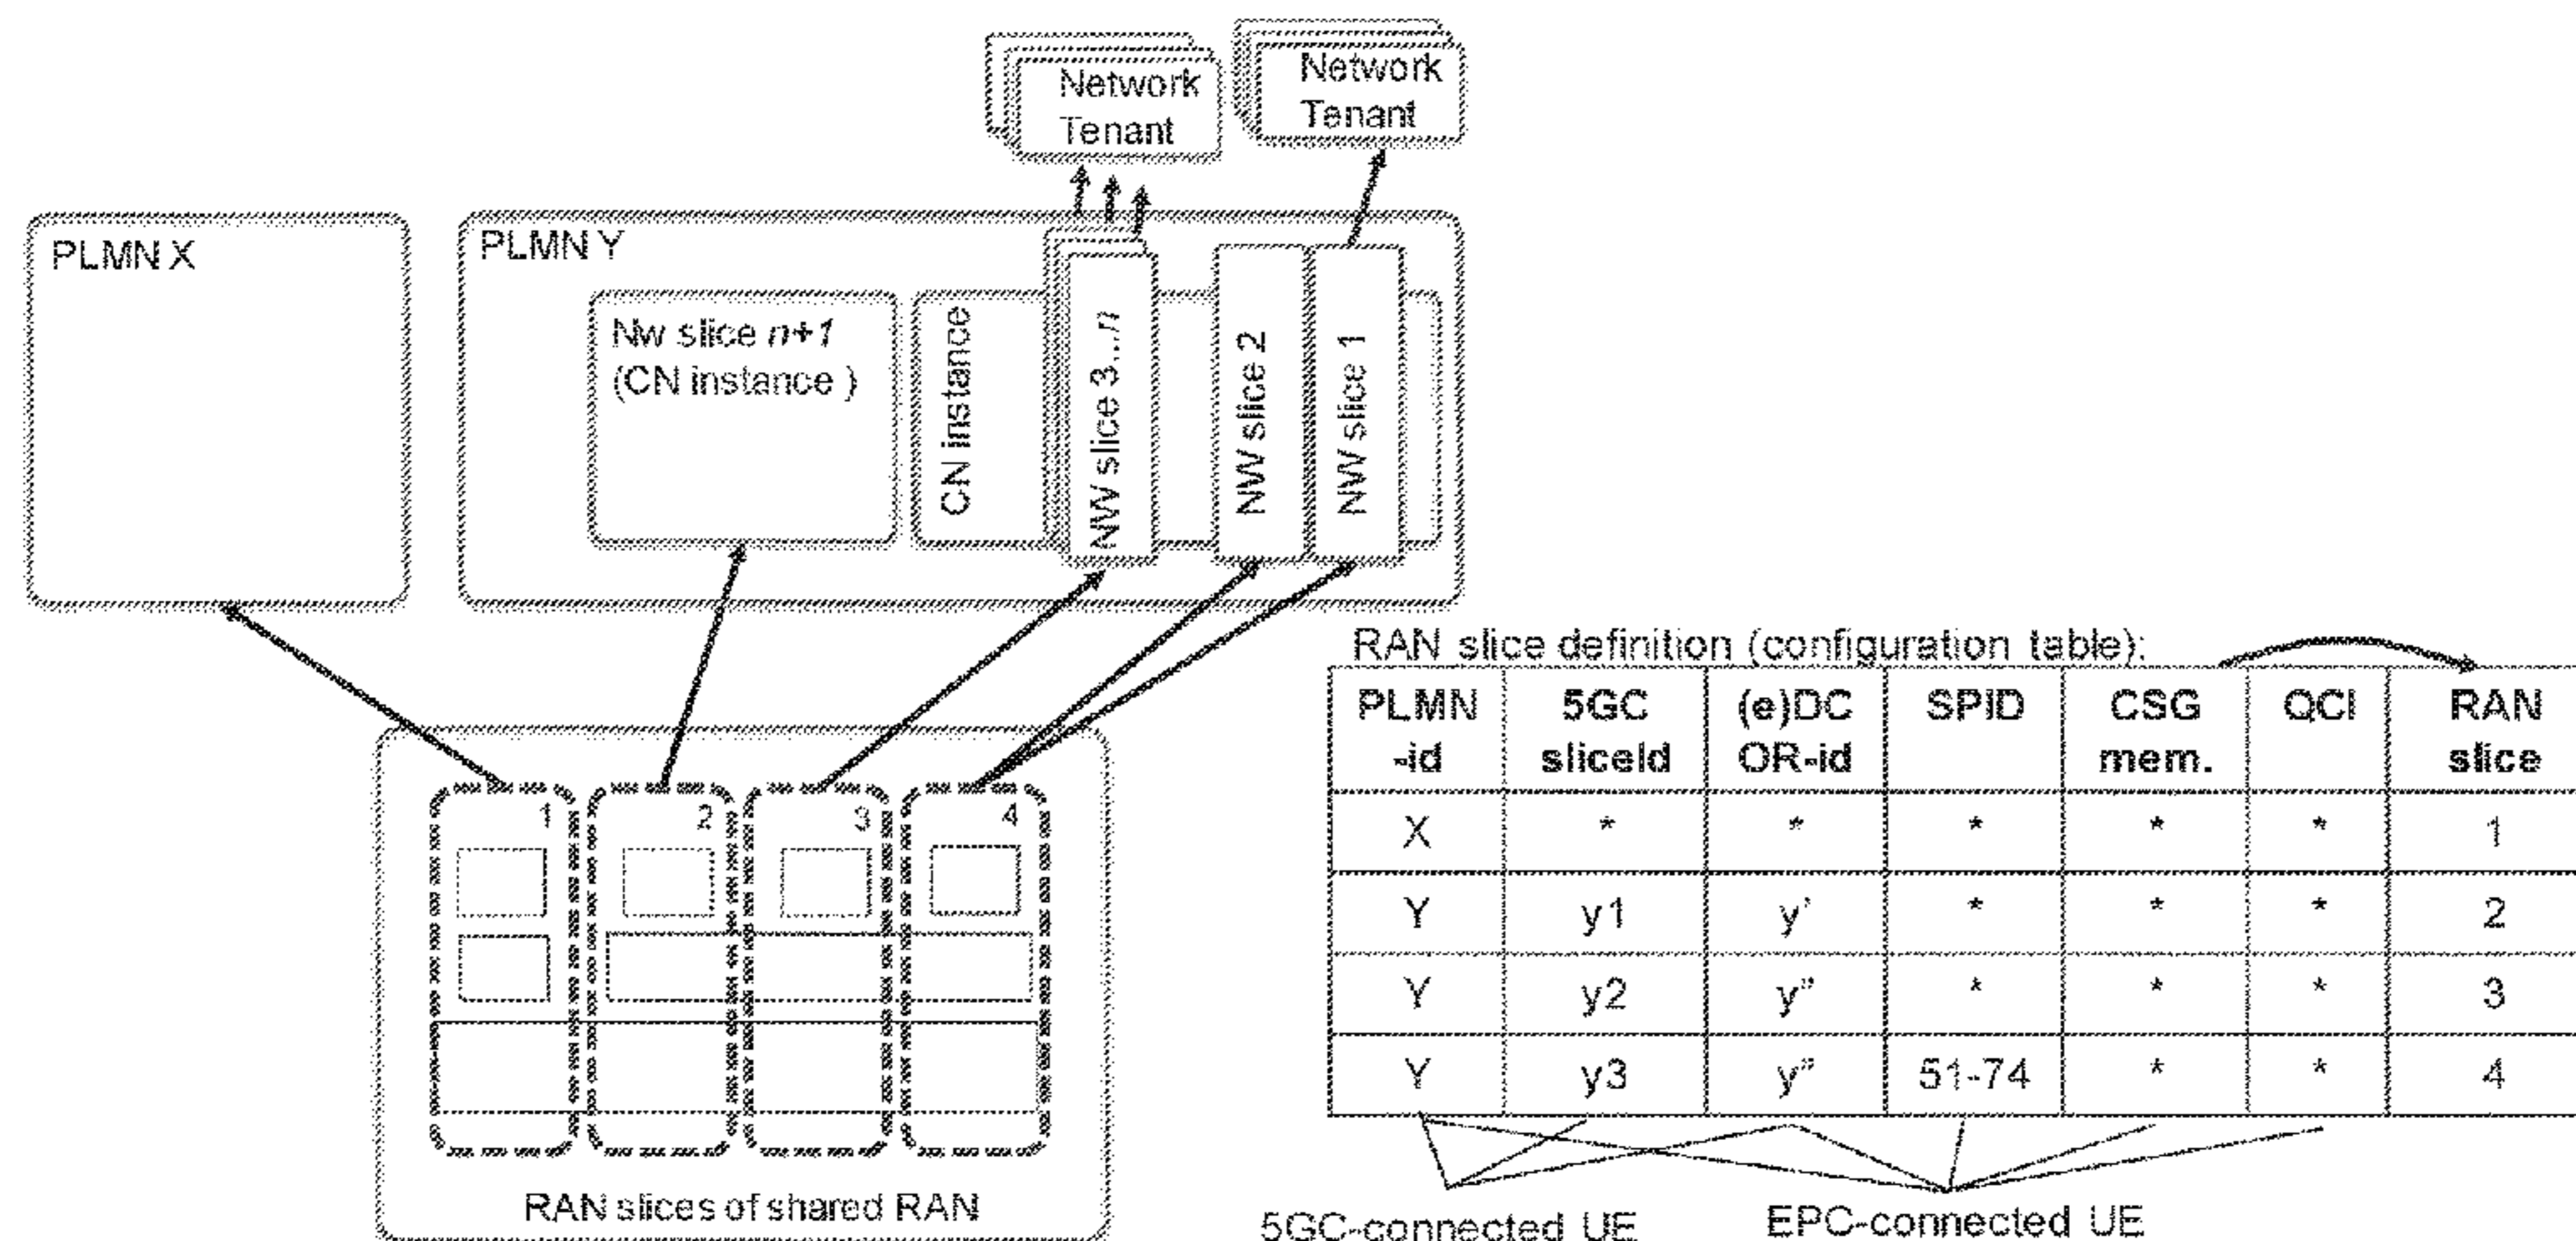 Network
Tenant
Network
Tenant
PLMN X
PLMN Y
Nw slice n+1
(CN instance )
CN instance
NW slice 3...n
NW slice 2
NW slice 1
RAN slice definition (configuration table):
PLMN -id 5GC sliceId (e)DC OR-id SPID CSG mem. QCI RAN slice
X * * * * * 1
Y y1 y' * * * 2
Y y2 y" * * * 3
Y y3 y" 51-74 * * 4
1 2 3 4
RAN slices of shared RAN
5GC-connected UE
EPC-connected UE